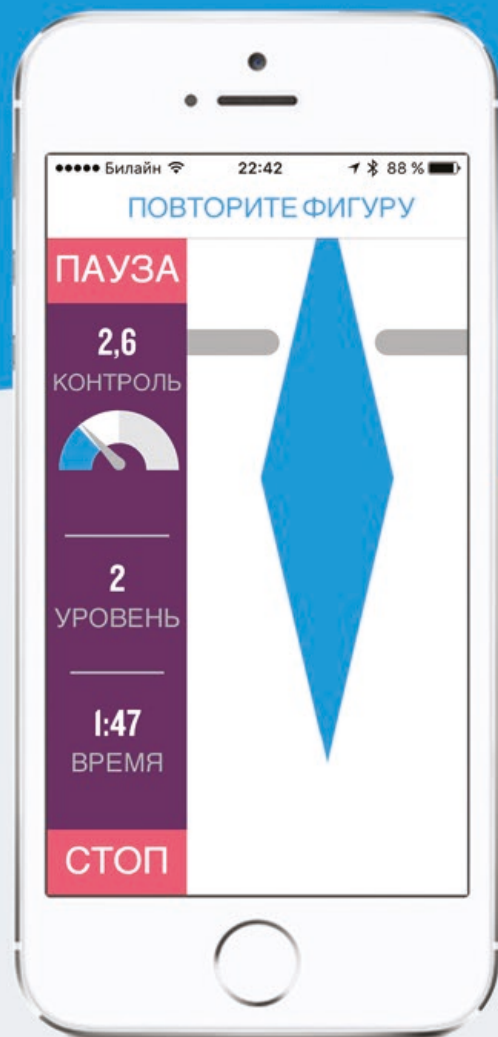 Билайн 22:42 88 %
ПОВТОРИТЕ ФИГУРУ
ПАУЗА
2,6
КОНТРОЛЬ
2
УРОВЕНЬ
1:47
ВРЕМЯ
СТОП